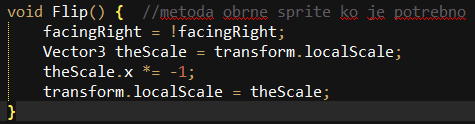 void Flip() {  //metoda obrne sprite ko je potrebno
    facingRight = !facingRight;
    Vector3 theScale = transform.localScale;
    theScale.x *= -1;
    transform.localScale = theScale;
}